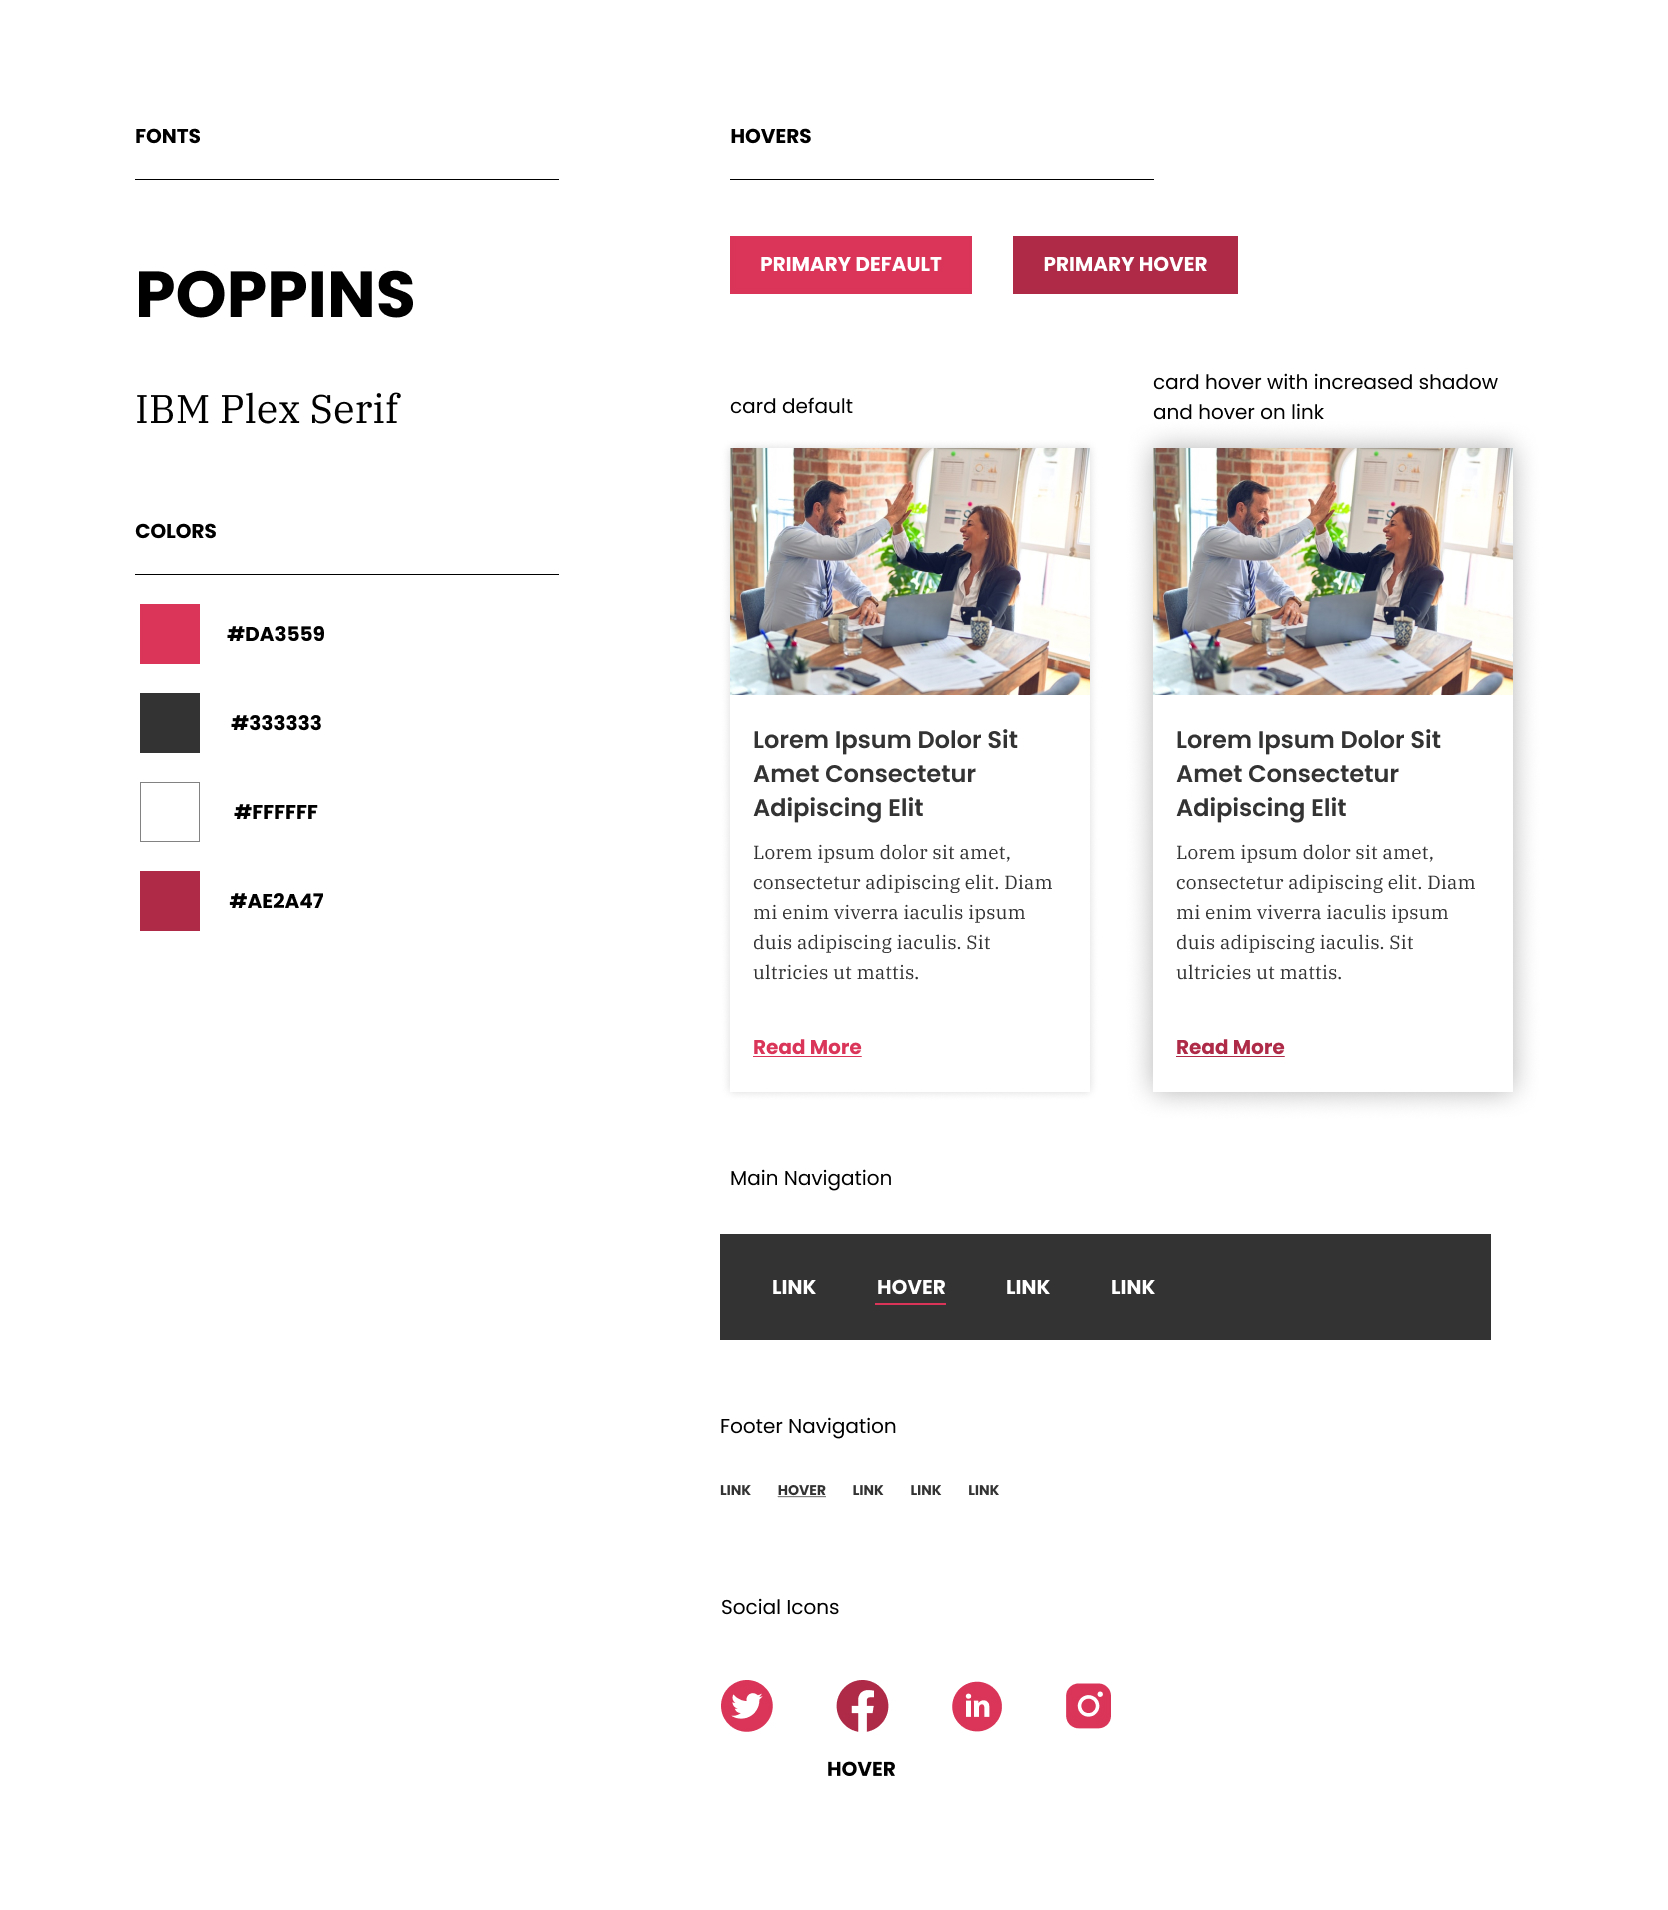 FONTS
POPPINS
IBM Plex Serif
COLORS
#DA3559
#333333
#FFFFFF
#AE2A47
HOVERS
PRIMARY DEFAULT
PRIMARY HOVER
card default
card hover with increased shadow
and hover on link
Lorem Ipsum Dolor Sit
Amet Consectetur
Adipiscing Elit
Lorem ipsum dolor sit amet,
consectetur adipiscing elit. Diam
mi enim viverra iaculis ipsum
duis adipiscing iaculis. Sit
ultricies ut mattis.
Read More
Lorem Ipsum Dolor Sit
Amet Consectetur
Adipiscing Elit
Lorem ipsum dolor sit amet,
consectetur adipiscing elit. Diam
mi enim viverra iaculis ipsum
duis adipiscing iaculis. Sit
ultricies ut mattis.
Read More
Main Navigation
LINK HOVER LINK LINK
Footer Navigation
LINK HOVER LINK LINK LINK
Social Icons
in
HOVER